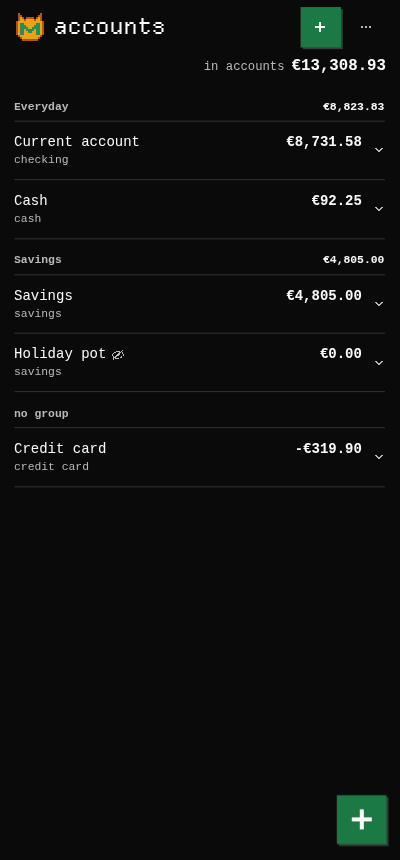 accounts
+
...
in accounts €13,308.93
Everyday €8,823.83
Current account €8,731.58
checking
Cash €92.25
cash
Savings €4,805.00
Savings €4,805.00
savings
Holiday pot €0.00
savings
no group
Credit card -€319.90
credit card
+